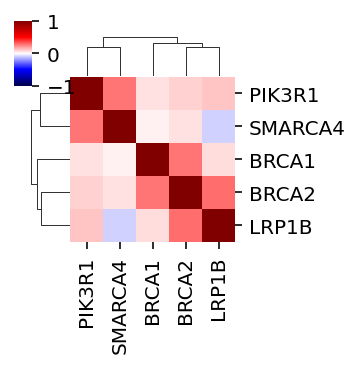 1
0
−1
PIK3R1
SMARCA4
BRCA1
BRCA2
LRP1B
PIK3R1
SMARCA4
BRCA1
BRCA2
LRP1B